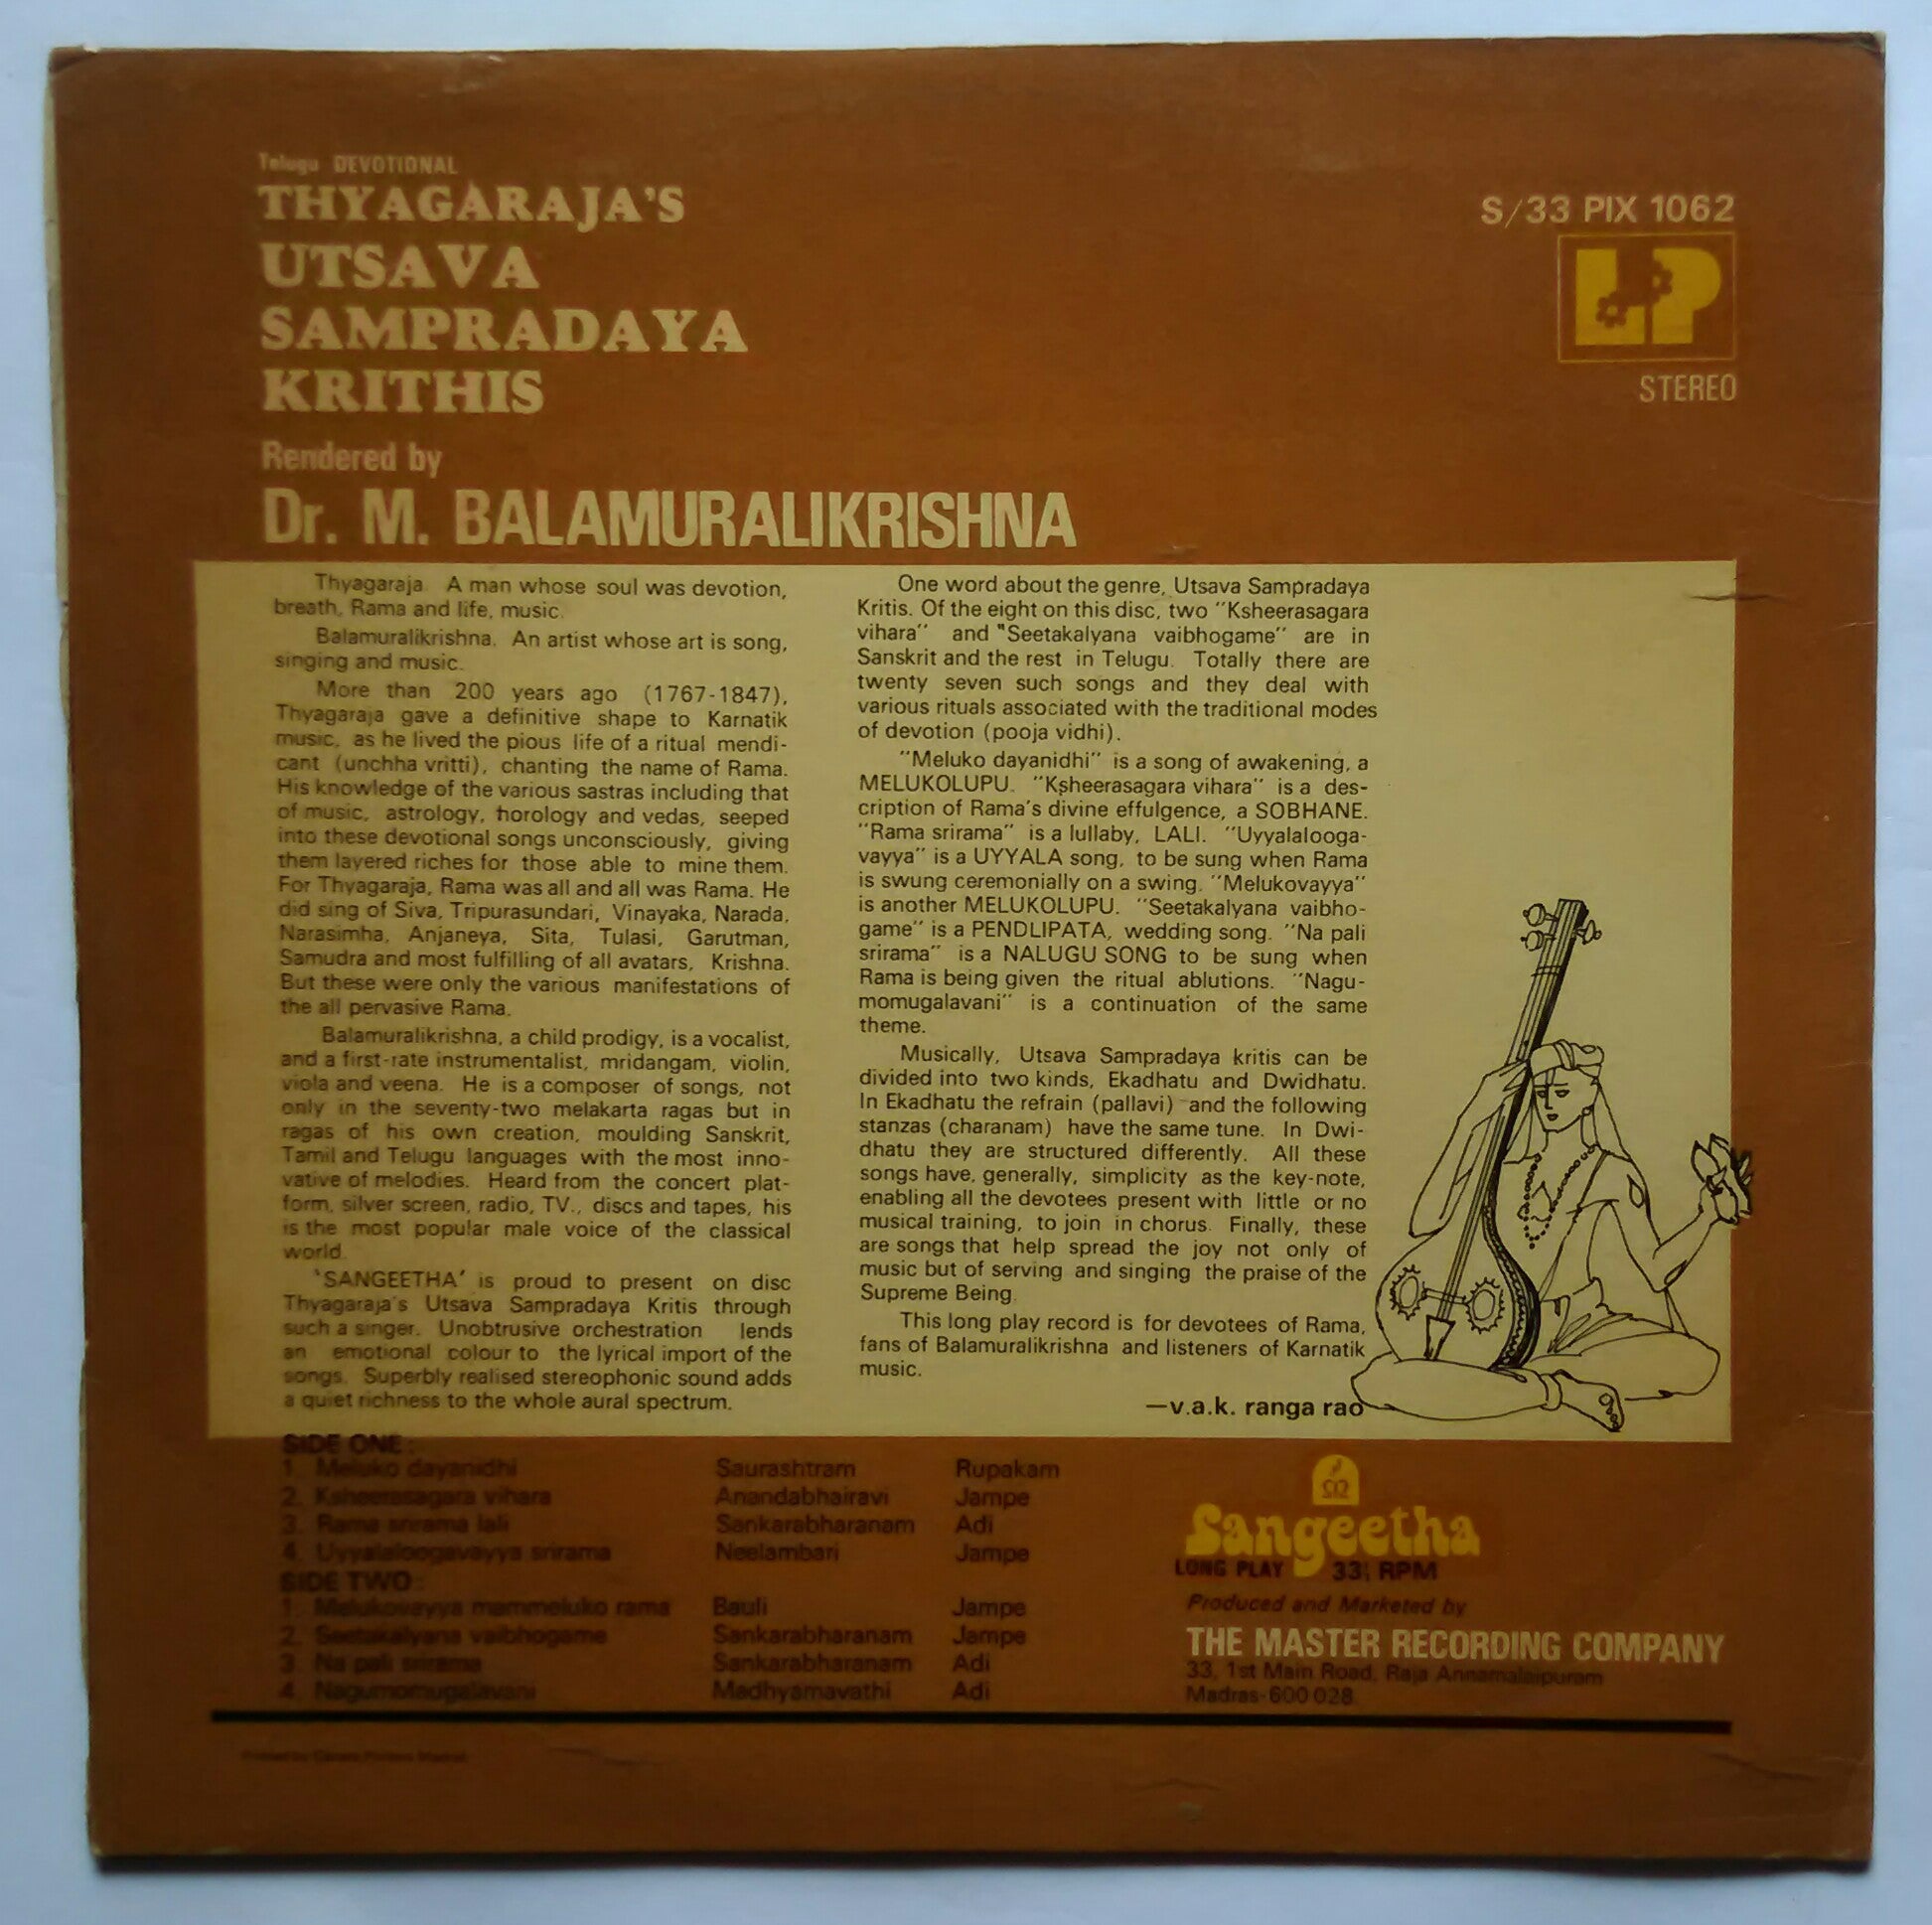 Telugu DEVOTIONAL
THYAGARAJA'S
UTSAVA
SAMPRADAYA
KRITHIS
Rendered by
Dr. M. BALAMURALIKRISHNA
S/33 PIX 1062
LP
STEREO
Thyagaraja. A man whose soul was devotion,
breath, Rama and life, music.
Balamuralikrishna. An artist whose art is song,
singing and music.
More than 200 years ago (1767-1847),
Thyagaraja gave a definitive shape to Karnatik
music, as he lived the pious life of a ritual mendi-
cant (unchha vritti), chanting the name of Rama.
His knowledge of the various sastras including that
of music, astrology, horology and vedas, seeped
into these devotional songs unconsciously, giving
them layered riches for those able to mine them.
For Thyagaraja, Rama was all and all was Rama. He
did sing of Siva, Tripurasundari, Vinayaka, Narada,
Narasimha, Anjaneya, Sita, Tulasi, Garutman,
Samudra and most fulfilling of all avatars, Krishna.
But these were only the various manifestations of
the all pervasive Rama.
Balamuralikrishna, a child prodigy, is a vocalist,
and a first-rate instrumentalist, mridangam, violin,
viola and veena. He is a composer of songs, not
only in the seventy-two melakarta ragas but in
ragas of his own creation, moulding Sanskrit,
Tamil and Telugu languages with the most inno-
vative of melodies. Heard from the concert plat-
form, silver screen, radio, TV., discs and tapes, his
is the most popular male voice of the classical
world.
'SANGEETHA' is proud to present on disc
Thyagaraja's Utsava Sampradaya Kritis through
such a singer. Unobtrusive orchestration lends
an emotional colour to the lyrical import of the
songs. Superbly realised stereophonic sound adds
a quiet richness to the whole aural spectrum.
One word about the genre, Utsava Sampradaya
Kritis. Of the eight on this disc, two "Ksheerasagara
vihara" and "Seetakalyana vaibhogame" are in
Sanskrit and the rest in Telugu. Totally there are
twenty seven such songs and they deal with
various rituals associated with the traditional modes
of devotion (pooja vidhi).
"Meluko dayanidhi" is a song of awakening, a
MELUKOLUPU. "Ksheerasagara vihara" is a des-
cription of Rama's divine effulgence, a SOBHANE.
"Rama srirama" is a lullaby, LALI. "Uyyalalooga-
vayya" is a UYYALA song, to be sung when Rama
is swung ceremonially on a swing. "Melukovayya"
is another MELUKOLUPU. "Seetakalyana vaibho-
game" is a PENDLIPATA, wedding song. "Na pali
srirama" is a NALUGU SONG to be sung when
Rama is being given the ritual ablutions. "Nagu-
momugalavani" is a continuation of the same
theme.
Musically, Utsava Sampradaya kritis can be
divided into two kinds, Ekadhatu and Dwidhatu.
In Ekadhatu the refrain (pallavi) and the following
stanzas (charanam) have the same tune. In Dwi-
dhatu they are structured differently. All these
songs have, generally, simplicity as the key-note,
enabling all the devotees present with little or no
musical training, to join in chorus. Finally, these
are songs that help spread the joy not only of
music but of serving and singing the praise of the
Supreme Being.
This long play record is for devotees of Rama,
fans of Balamuralikrishna and listeners of Karnatik
music.
—v.a.k. ranga rao
SIDE ONE:
1. Meluko dayanidhi Saurashtram Rupakam
2. Ksheerasagara vihara Anandabhairavi Jampe
3. Rama srirama lali Sankarabharanam Adi
4. Uyyalaloogavayya srirama Neelambari Jampe
SIDE TWO:
1. Melukovayya mammeluko rama Bauli Jampe
2. Seetakalyana vaibhogame Sankarabharanam Jampe
3. Na pali srirama Sankarabharanam Adi
4. Nagumomugalavani Madhyamavathi Adi
Sangeetha
LONG PLAY 33⅓ RPM
Produced and Marketed by
THE MASTER RECORDING COMPANY
33, 1st Main Road, Raja Annamalaipuram
Madras-600 028